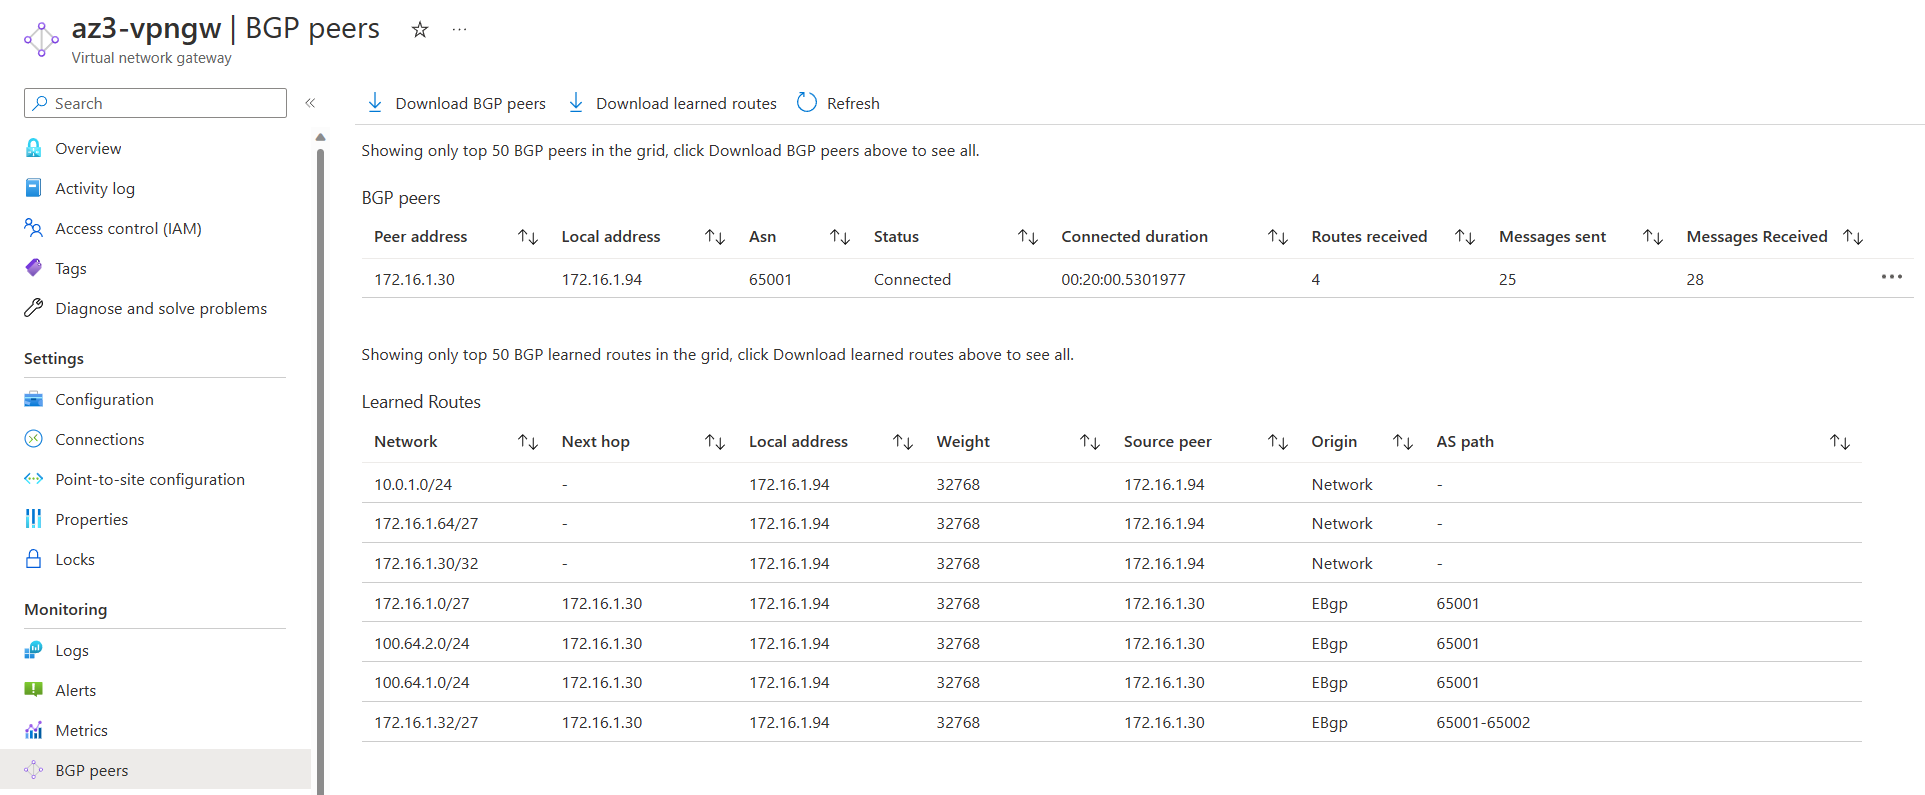 az3-vpngw | BGP peers
Virtual network gateway
Search
Overview
Activity log
Access control (IAM)
Tags
Diagnose and solve problems
Settings
Configuration
Connections
Point-to-site configuration
Properties
Locks
Monitoring
Logs
Alerts
Metrics
BGP peers
Download BGP peers Download learned routes Refresh
Showing only top 50 BGP peers in the grid, click Download BGP peers above to see all.
BGP peers
Peer address Local address Asn Status Connected duration Routes received Messages sent Messages Received
172.16.1.30 172.16.1.94 65001 Connected 00:20:00.5301977 4 25 28
Showing only top 50 BGP learned routes in the grid, click Download learned routes above to see all.
Learned Routes
Network Next hop Local address Weight Source peer Origin AS path
10.0.1.0/24 - 172.16.1.94 32768 172.16.1.94 Network -
172.16.1.64/27 - 172.16.1.94 32768 172.16.1.94 Network -
172.16.1.30/32 - 172.16.1.94 32768 172.16.1.94 Network -
172.16.1.0/27 172.16.1.30 172.16.1.94 32768 172.16.1.30 EBgp 65001
100.64.2.0/24 172.16.1.30 172.16.1.94 32768 172.16.1.30 EBgp 65001
100.64.1.0/24 172.16.1.30 172.16.1.94 32768 172.16.1.30 EBgp 65001
172.16.1.32/27 172.16.1.30 172.16.1.94 32768 172.16.1.30 EBgp 65001-65002